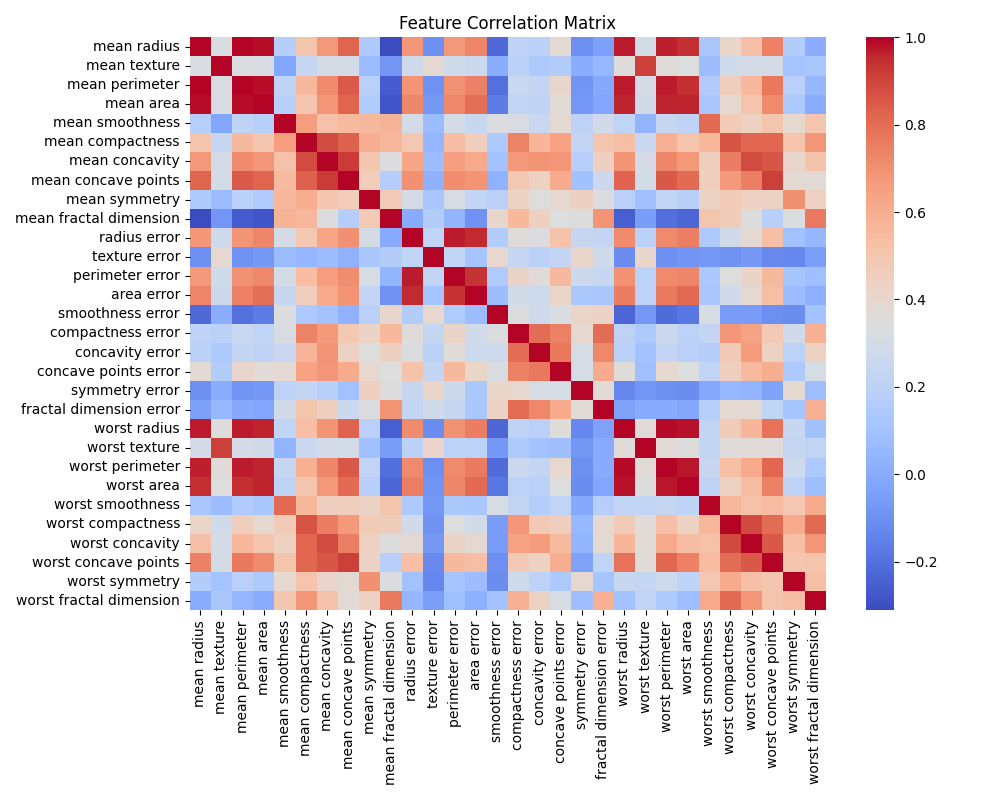 Feature Correlation Matrix
mean radius
mean texture
mean perimeter
mean area
mean smoothness
mean compactness
mean concavity
mean concave points
mean symmetry
mean fractal dimension
radius error
texture error
perimeter error
area error
smoothness error
compactness error
concavity error
concave points error
symmetry error
fractal dimension error
worst radius
worst texture
worst perimeter
worst area
worst smoothness
worst compactness
worst concavity
worst concave points
worst symmetry
worst fractal dimension
mean radius
mean texture
mean perimeter
mean area
mean smoothness
mean compactness
mean concavity
mean concave points
mean symmetry
mean fractal dimension
radius error
texture error
perimeter error
area error
smoothness error
compactness error
concavity error
concave points error
symmetry error
fractal dimension error
worst radius
worst texture
worst perimeter
worst area
worst smoothness
worst compactness
worst concavity
worst concave points
worst symmetry
worst fractal dimension
1.0
0.8
0.6
0.4
0.2
0.0
−0.2